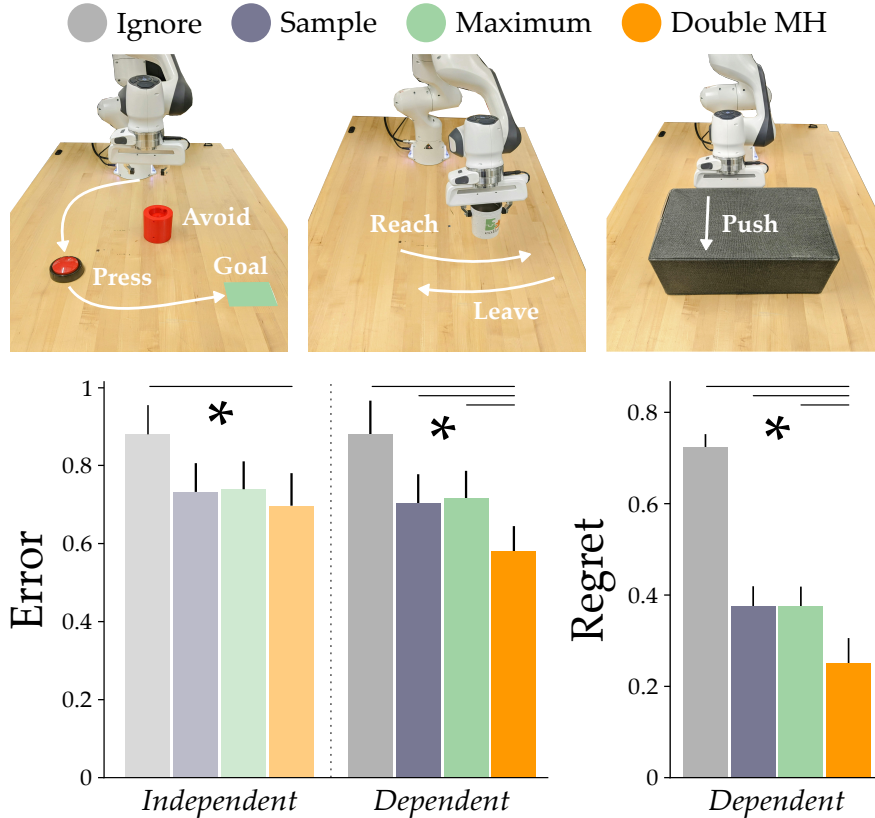 Ignore Sample Maximum Double MH
Avoid
Press
Goal
Reach
Leave
Push
Error
1
0.8
0.6
0.4
0.2
0
*
*
Independent
Dependent
Regret
0.8
0.6
0.4
0.2
0
*
Dependent